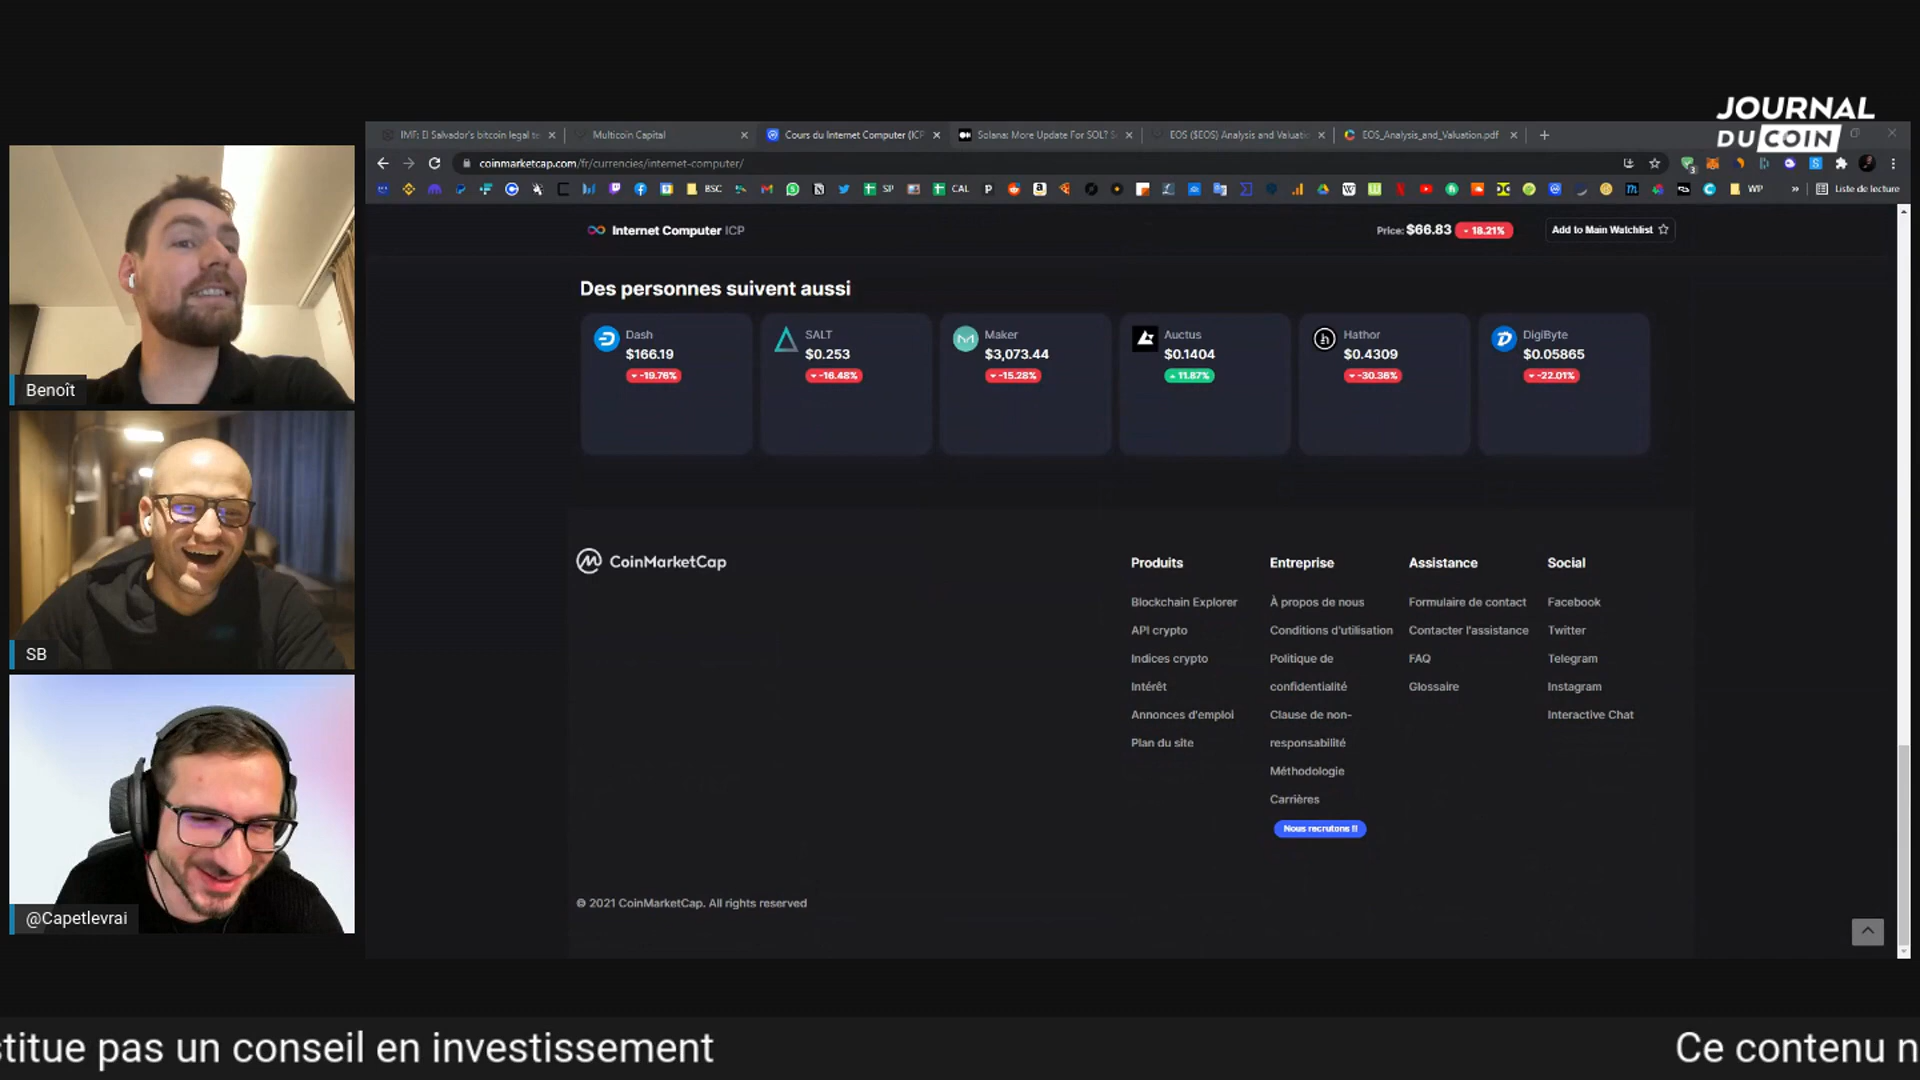 JOURNAL
DU COIN
IMF: El Salvador's bitcoin legal te
Multicoin Capital
Cours du Internet Computer (ICP
Solana: More Update For SOL? S
EOS ($EOS) Analysis and Valuatio
EOS_Analysis_and_Valuation.pdf
coinmarketcap.com/fr/currencies/internet-computer/
BSC
SP
CAL
WP
Liste de lecture
Internet Computer ICP
Price: $66.83 18.21%
Add to Main Watchlist
Des personnes suivent aussi
Dash
$166.19
-19.76%
SALT
$0.253
-16.48%
Maker
$3,073.44
-15.28%
Auctus
$0.1404
11.87%
Hathor
$0.4309
-30.36%
DigiByte
$0.05865
-22.01%
Benoît
SB
@Capetlevrai
CoinMarketCap
Produits
Blockchain Explorer
API crypto
Indices crypto
Intérêt
Annonces d'emploi
Plan du site
Entreprise
À propos de nous
Conditions d'utilisation
Politique de
confidentialité
Clause de non-
responsabilité
Méthodologie
Carrières
Nous recrutons !!
Assistance
Formulaire de contact
Contacter l'assistance
FAQ
Glossaire
Social
Facebook
Twitter
Telegram
Instagram
Interactive Chat
© 2021 CoinMarketCap. All rights reserved
stitue pas un conseil en investissement
Ce contenu n